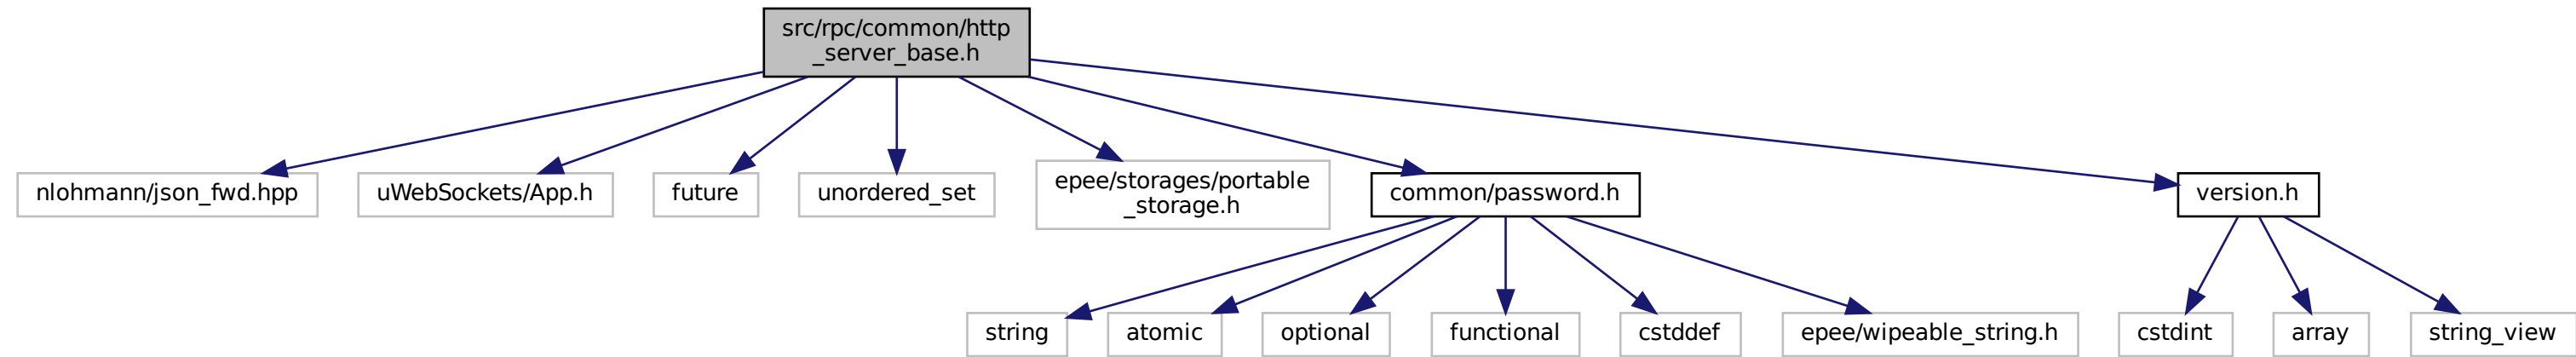 src/rpc/common/http
_server_base.h
nlohmann/json_fwd.hpp
uWebSockets/App.h
future
unordered_set
epee/storages/portable
_storage.h
common/password.h
version.h
string
atomic
optional
functional
cstddef
epee/wipeable_string.h
cstdint
array
string_view